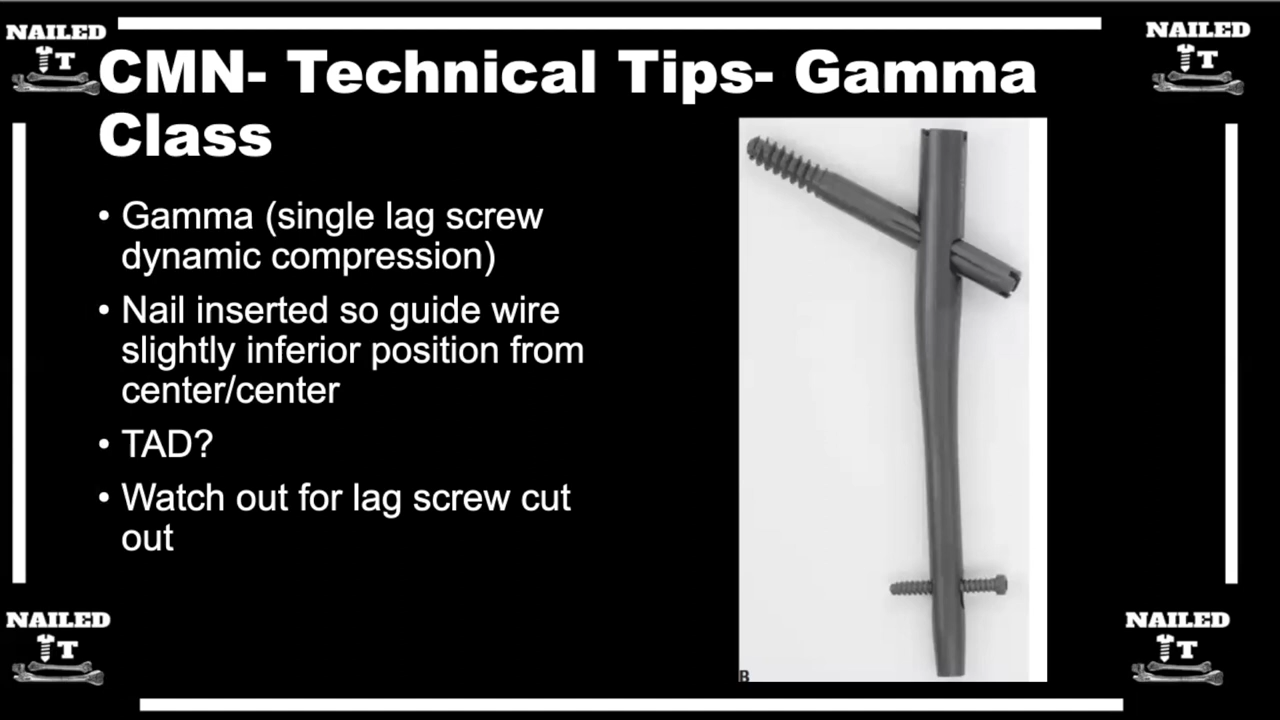 NAILED
IT
NAILED
IT
CMN- Technical Tips- Gamma
Class
• Gamma (single lag screw
dynamic compression)
• Nail inserted so guide wire
slightly inferior position from
center/center
• TAD?
• Watch out for lag screw cut
out
B
NAILED
IT
NAILED
IT